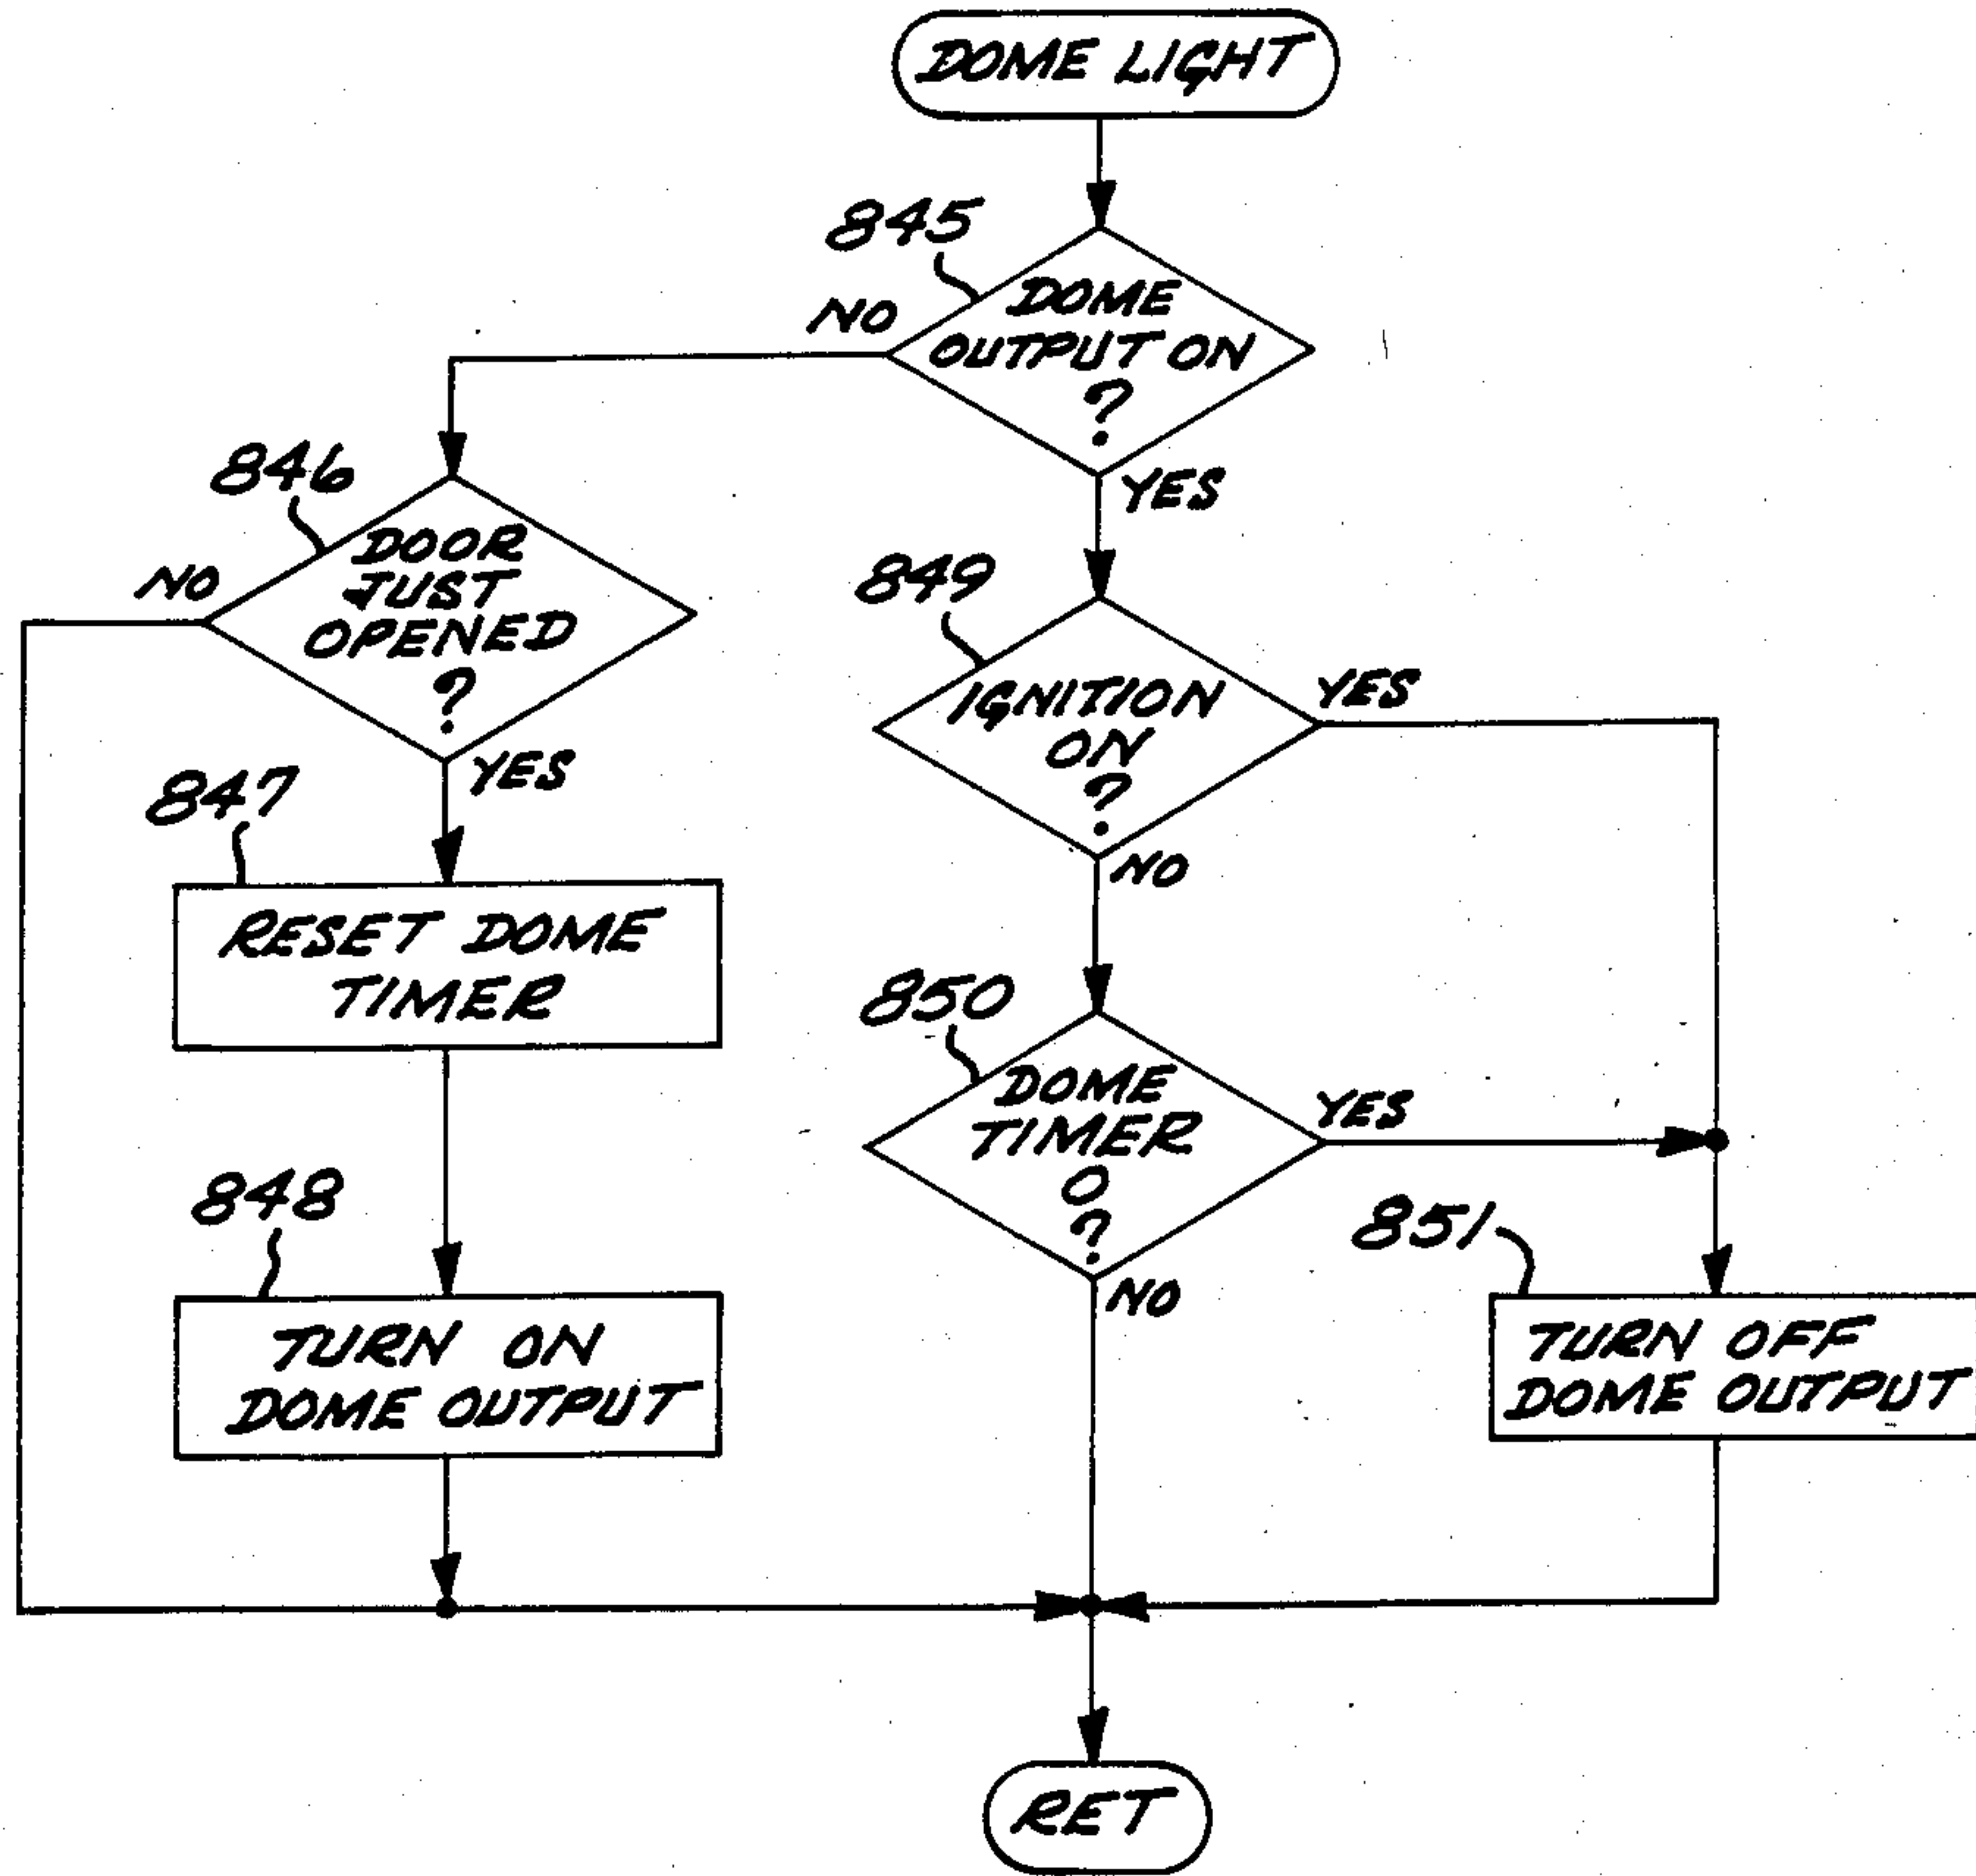 DOME LIGHT
845
NO
DOME
OUTPUT ON
?
YES
846
NO
DOOR
JUST
OPENED
?
YES
849
IGNITION
ON
?
YES
NO
847
RESET DOME
TIMER
850
DOME
TIMER
0
?
YES
NO
848
TURN ON
DOME OUTPUT
851
TURN OFF
DOME OUTPUT
RET